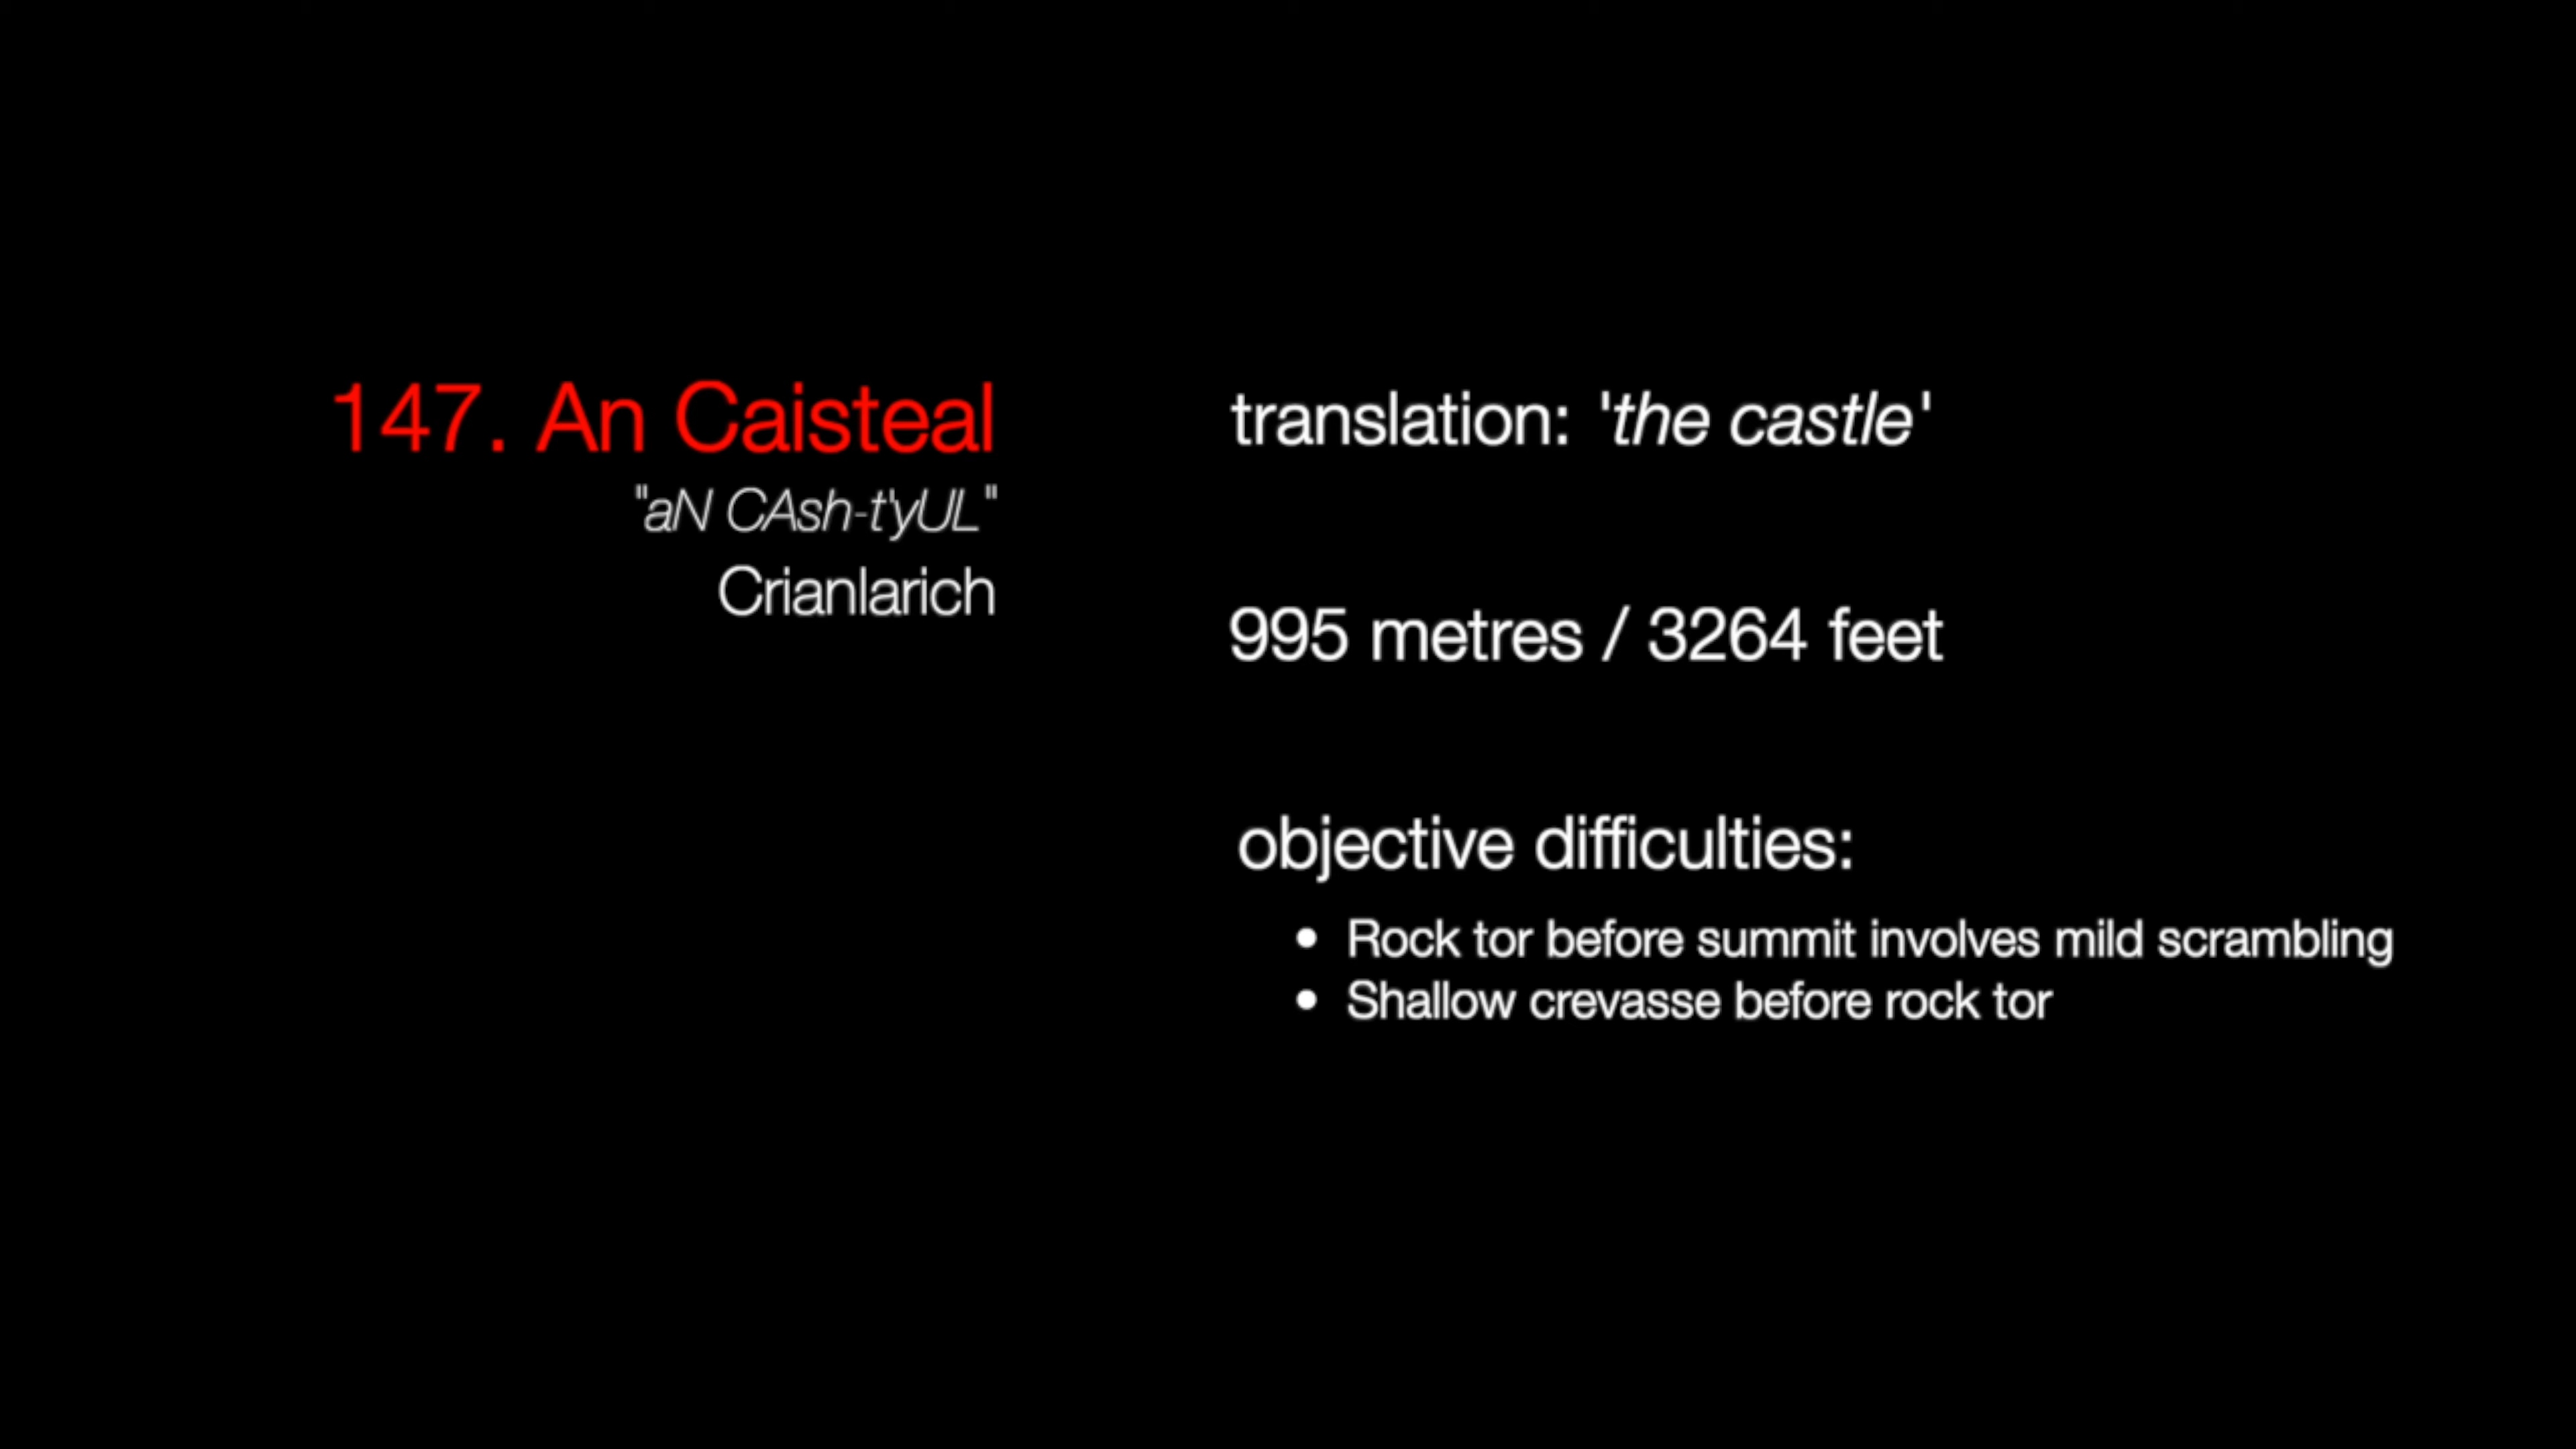 147. An Caisteal
"aN CAsh-t'yUL"
Crianlarich
translation: 'the castle'
995 metres / 3264 feet
objective difficulties:
• Rock tor before summit involves mild scrambling
• Shallow crevasse before rock tor